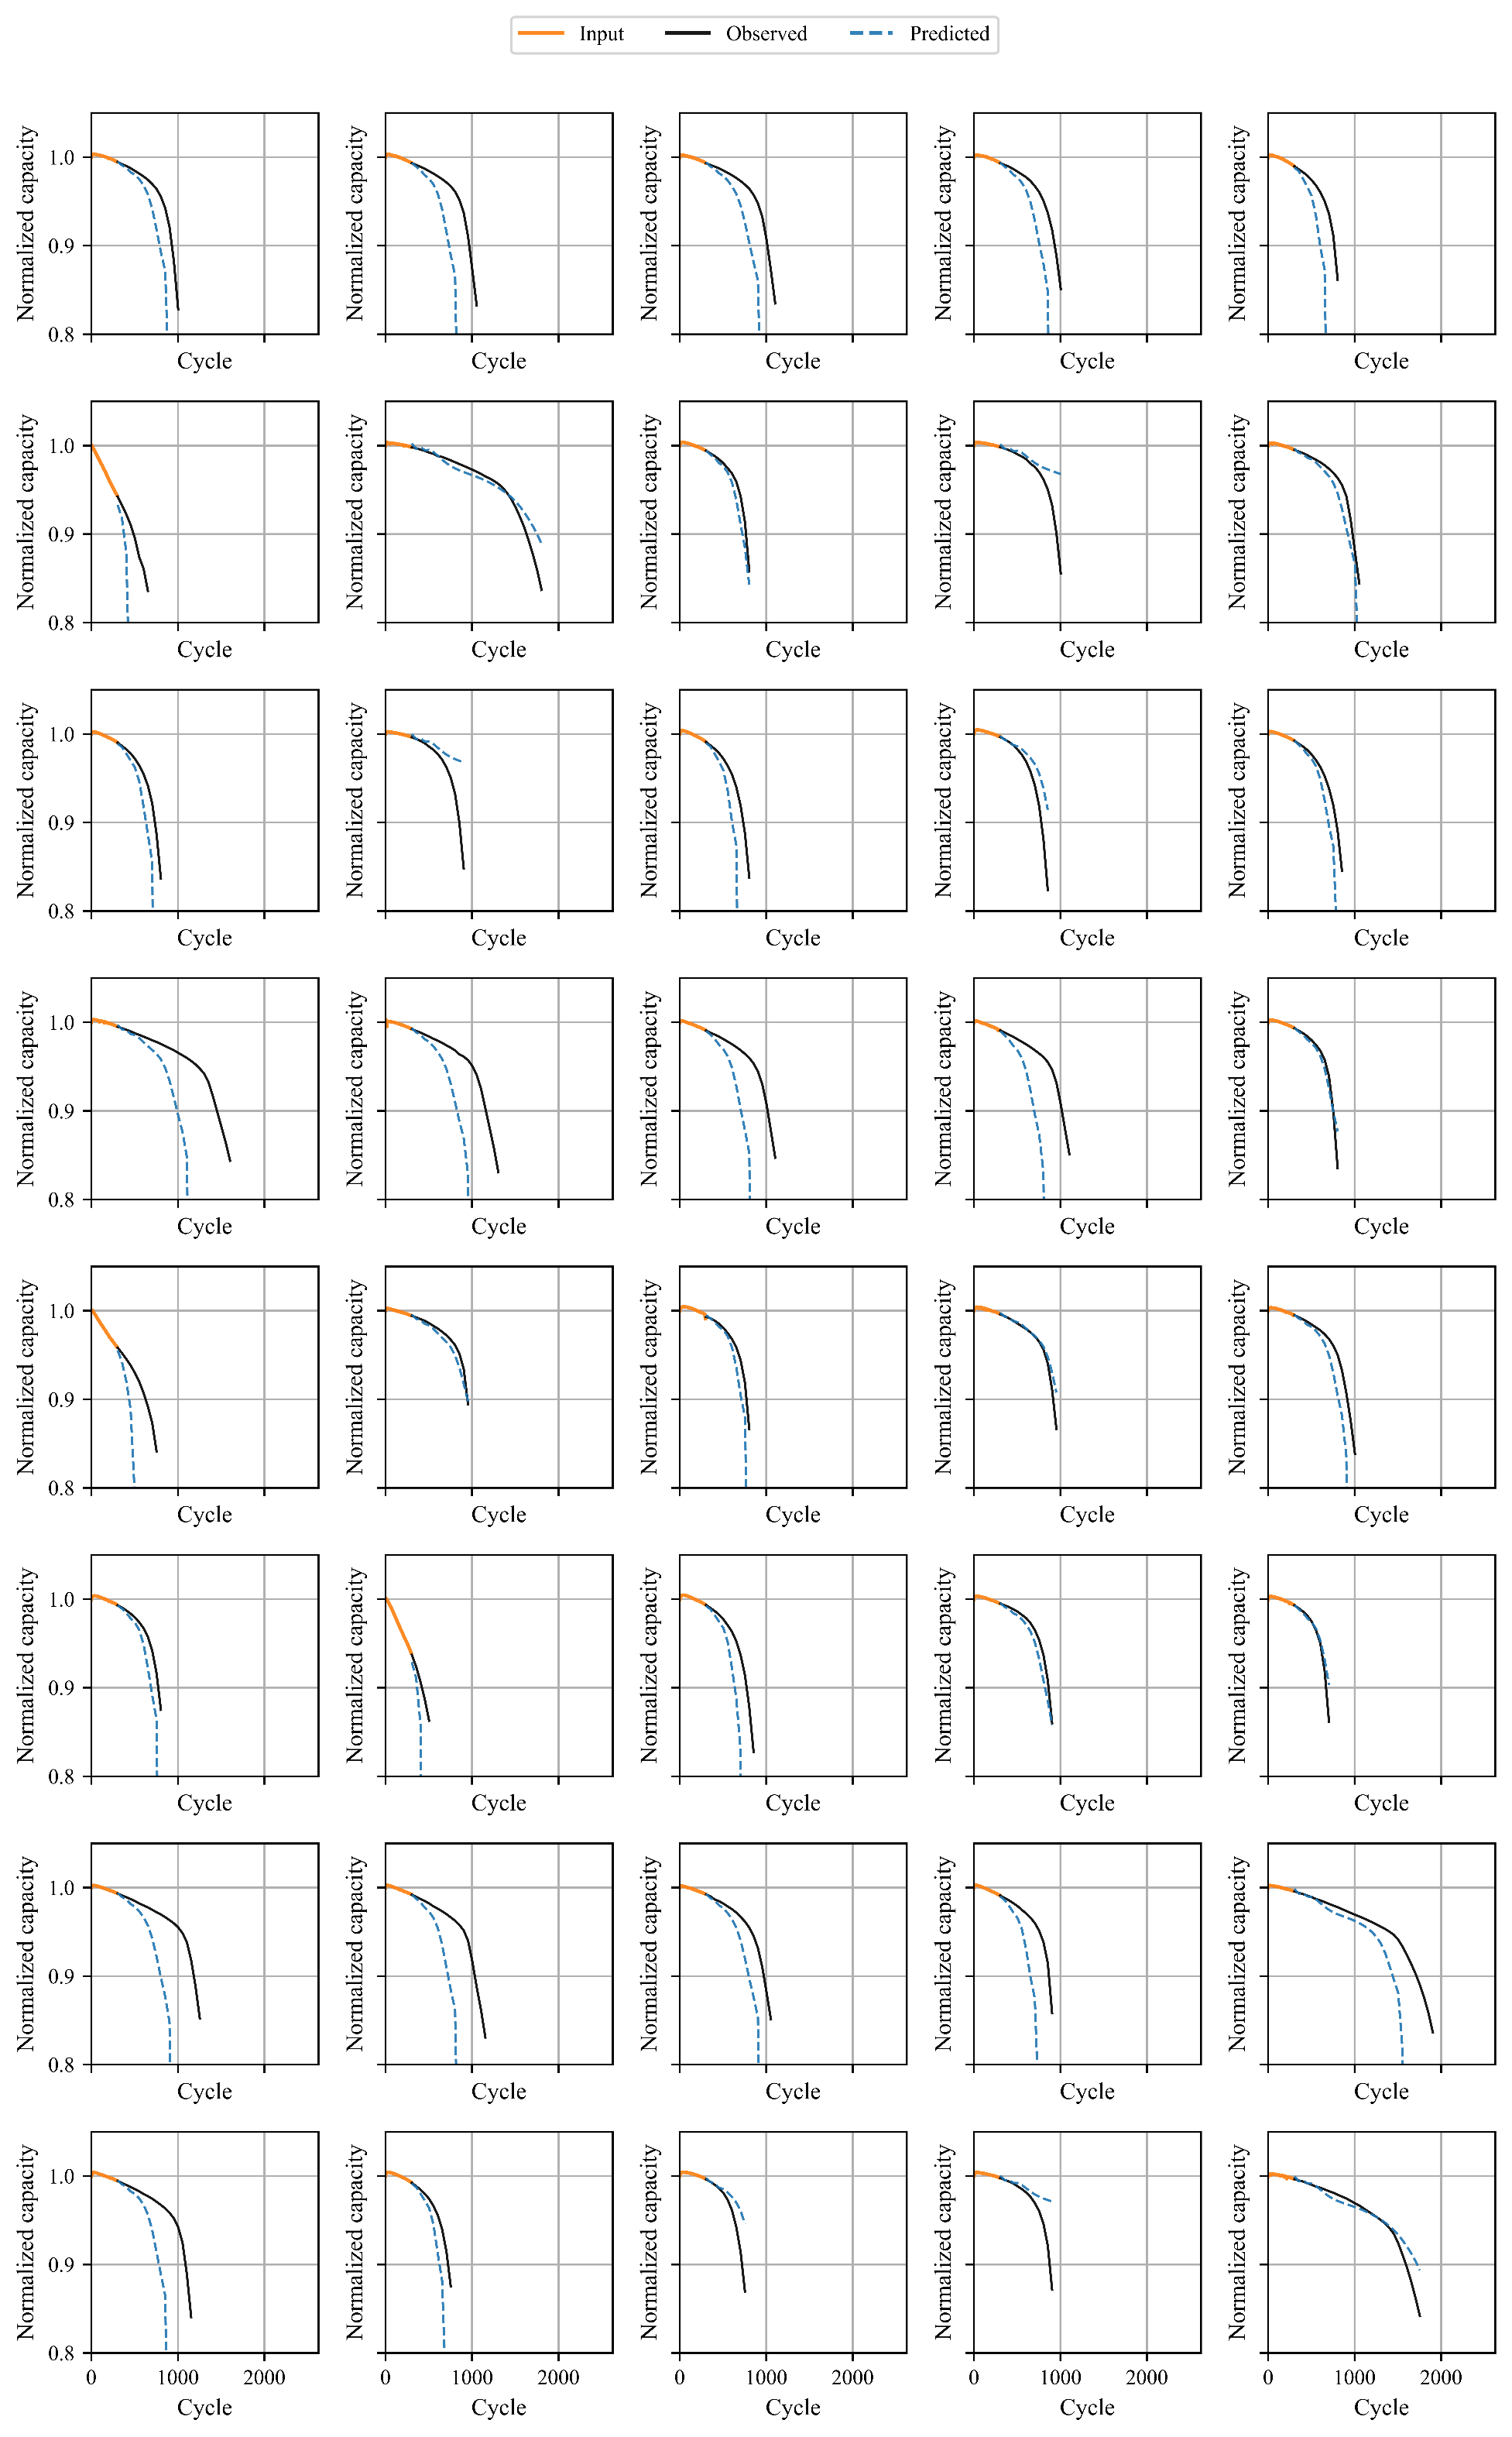 Input Observed Predicted
Normalized capacity Normalized capacity Normalized capacity Normalized capacity Normalized capacity
1.0
0.9
0.8
Cycle Cycle Cycle Cycle Cycle
Normalized capacity Normalized capacity Normalized capacity Normalized capacity Normalized capacity
1.0
0.9
0.8
Cycle Cycle Cycle Cycle Cycle
Normalized capacity Normalized capacity Normalized capacity Normalized capacity Normalized capacity
1.0
0.9
0.8
Cycle Cycle Cycle Cycle Cycle
Normalized capacity Normalized capacity Normalized capacity Normalized capacity Normalized capacity
1.0
0.9
0.8
Cycle Cycle Cycle Cycle Cycle
Normalized capacity Normalized capacity Normalized capacity Normalized capacity Normalized capacity
1.0
0.9
0.8
Cycle Cycle Cycle Cycle Cycle
Normalized capacity Normalized capacity Normalized capacity Normalized capacity Normalized capacity
1.0
0.9
0.8
Cycle Cycle Cycle Cycle Cycle
Normalized capacity Normalized capacity Normalized capacity Normalized capacity Normalized capacity
1.0
0.9
0.8
Cycle Cycle Cycle Cycle Cycle
Normalized capacity Normalized capacity Normalized capacity Normalized capacity Normalized capacity
1.0
0.9
0.8
0 1000 2000 0 1000 2000 0 1000 2000 0 1000 2000 0 1000 2000
Cycle Cycle Cycle Cycle Cycle